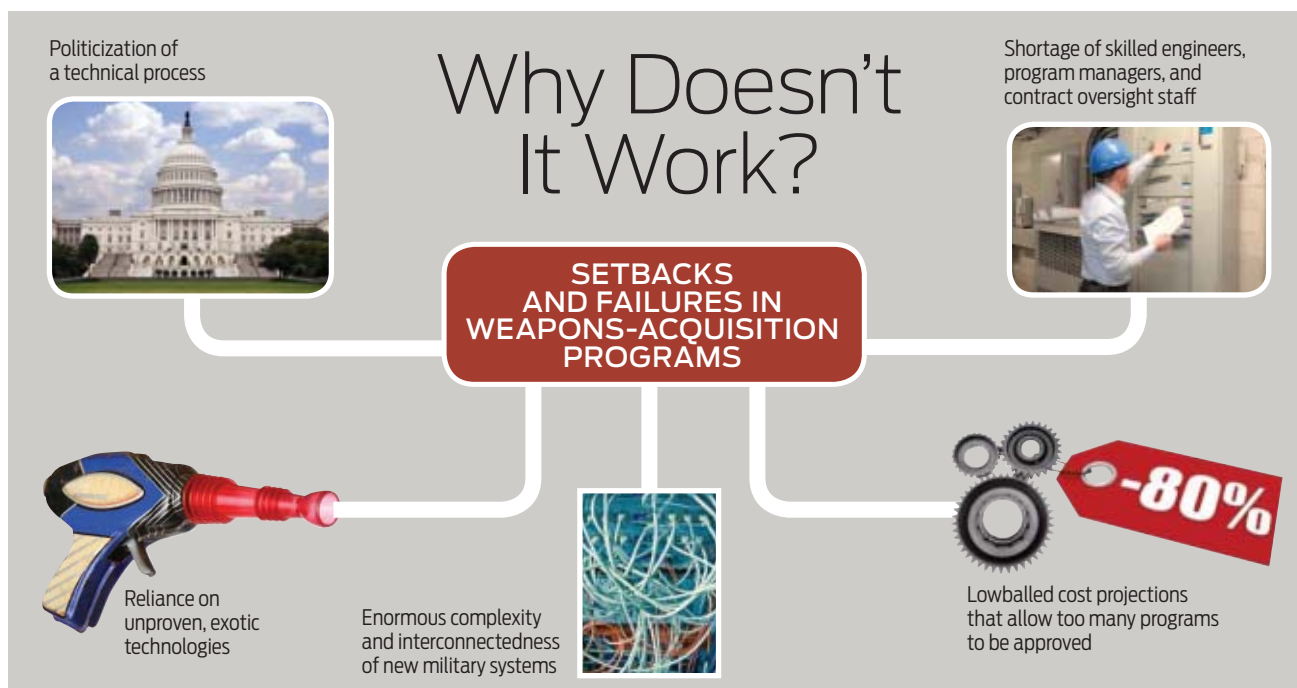 Politicization of
a technical process
Why Doesn't
It Work?
Shortage of skilled engineers,
program managers, and
contract oversight staff
SETBACKS
AND FAILURES IN
WEAPONS-ACQUISITION
PROGRAMS
Reliance on
unproven, exotic
technologies
Enormous complexity
and interconnectedness
of new military systems
-80%
Lowballed cost projections
that allow too many programs
to be approved